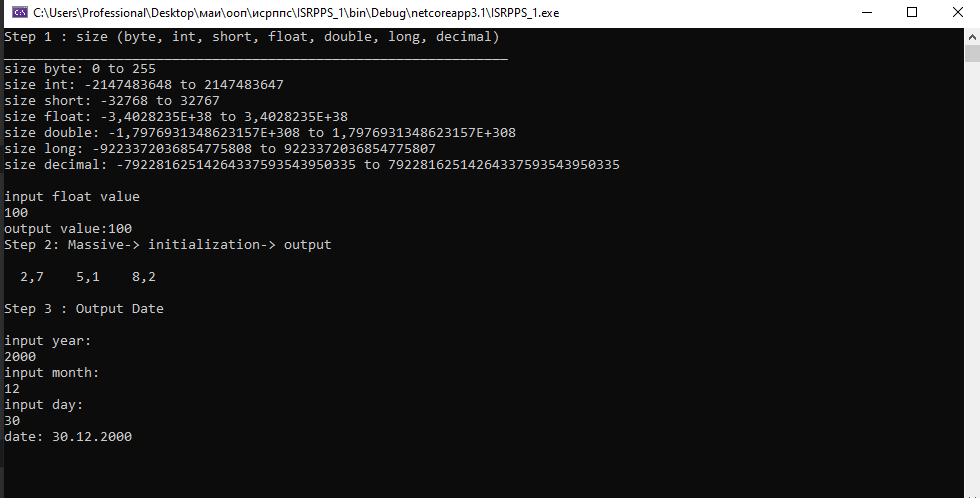 C:\Users\Professional\Desktop\маи\ооп\исрппс\ISRPPS_1\bin\Debug\netcoreapp3.1\ISRPPS_1.exe
Step 1 : size (byte, int, short, float, double, long, decimal)
_______________________________________________________________
size byte: 0 to 255
size int: -2147483648 to 2147483647
size short: -32768 to 32767
size float: -3,4028235E+38 to 3,4028235E+38
size double: -1,7976931348623157E+308 to 1,7976931348623157E+308
size long: -9223372036854775808 to 9223372036854775807
size decimal: -79228162514264337593543950335 to 79228162514264337593543950335
input float value
100
output value:100
Step 2: Massive-> initialization-> output
2,7    5,1    8,2
Step 3 : Output Date
input year:
2000
input month:
12
input day:
30
date: 30.12.2000